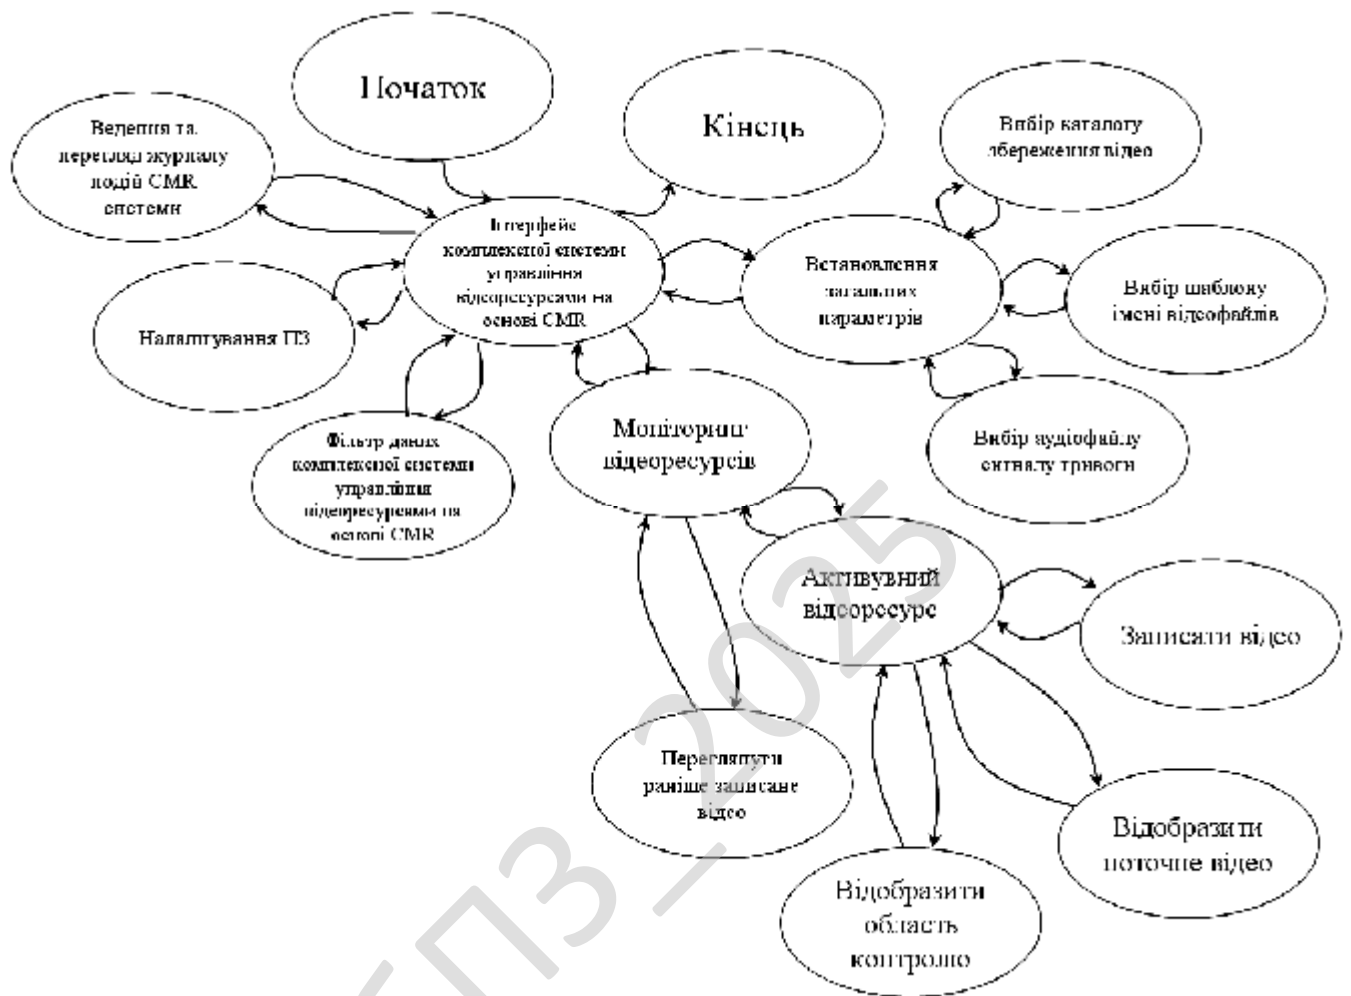 Початок
Кінець
Ведення та
перегляд журналу
подій CMR
системи
Вибір каталогу
збереження відео
Інтерфейс
комплексної системи
управління
відеоресурсами на
основі CMR
Встановлення
загальних
параметрів
Вибір шаблону
імені відеофайлів
Налаштування ПЗ
Моніторинг
відеоресурсів
Вибір аудіофайлу
сигналу тривоги
Фільтр даних
комплексної системи
управління
відеоресурсами на
основі CMR
Активувний
відеоресурс
Записати відео
Переглянути
раніше записане
відео
Відобразити
поточне відео
Відобразити
область
контролю
ПЗ_2025